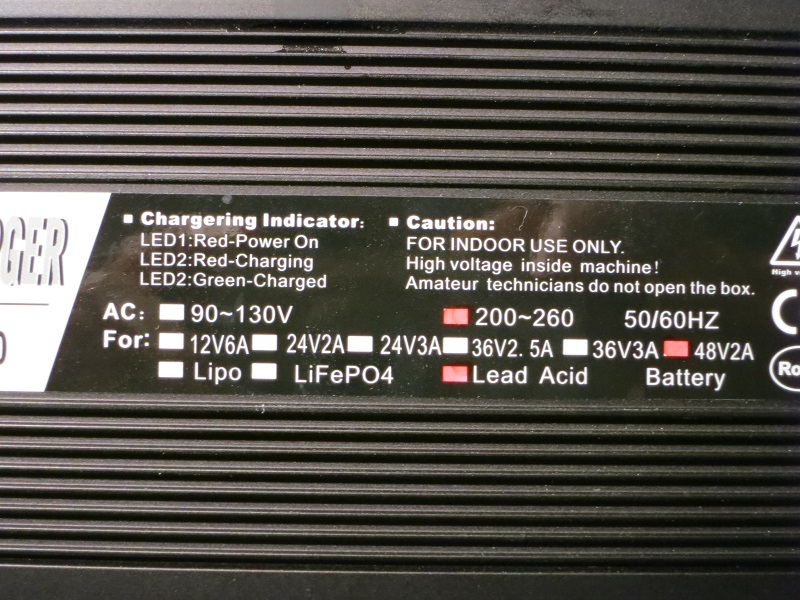 ■ Chargering Indicator:
LED1:Red-Power On
LED2:Red-Charging
LED2:Green-Charged
■ Caution:
FOR INDOOR USE ONLY.
High voltage inside machine!
Amateur technicians do not open the box.
AC: 90~130V 200~260 50/60HZ
For: 12V6A 24V2A 24V3A 36V2.5A 36V3A 48V2A
Lipo LiFePO4 Lead Acid Battery